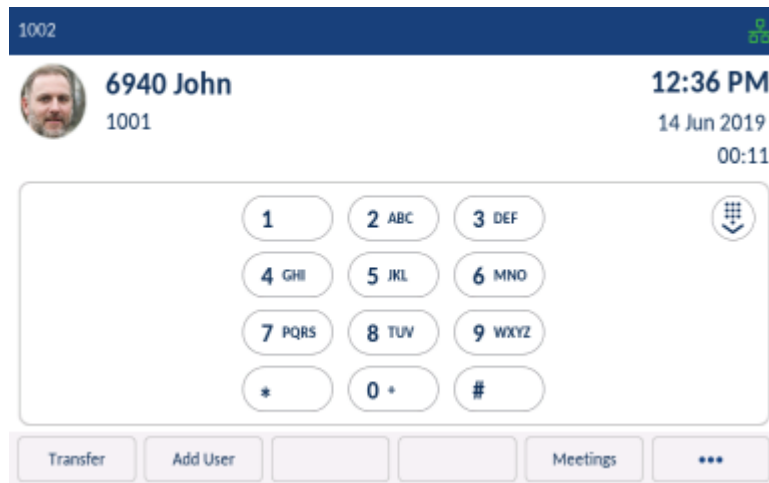 1002
6940 John
12:36 PM
1001
14 Jun 2019
00:11
1
2 ABC
3 DEF
4 GHI
5 JKL
6 MNO
7 PQRS
8 TUV
9 WXYZ
*
0 +
#
Transfer
Add User
Meetings
•••